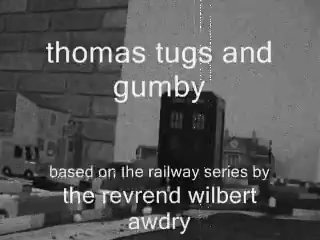 thomas tugs and
gumby
based on the railway series by
the revrend wilbert
awdry